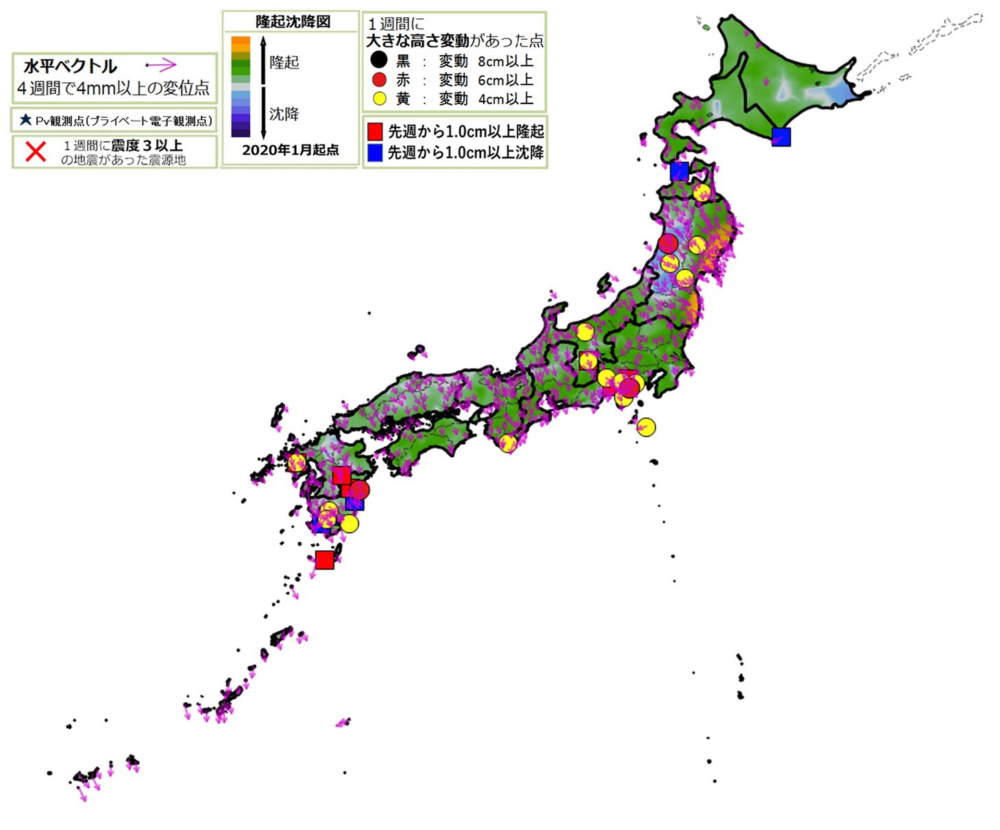 水平ベクトル
４週間で4mm以上の変位点
Pv観測点(プライベート電子観測点)
１週間に震度３以上
の地震があった震源地
隆起沈降図
隆起
沈降
2020年1月起点
１週間に
大きな高さ変動があった点
黒 ： 変動 8cm以上
赤 ： 変動 6cm以上
黄 ： 変動 4cm以上
先週から1.0cm以上隆起
先週から1.0cm以上沈降